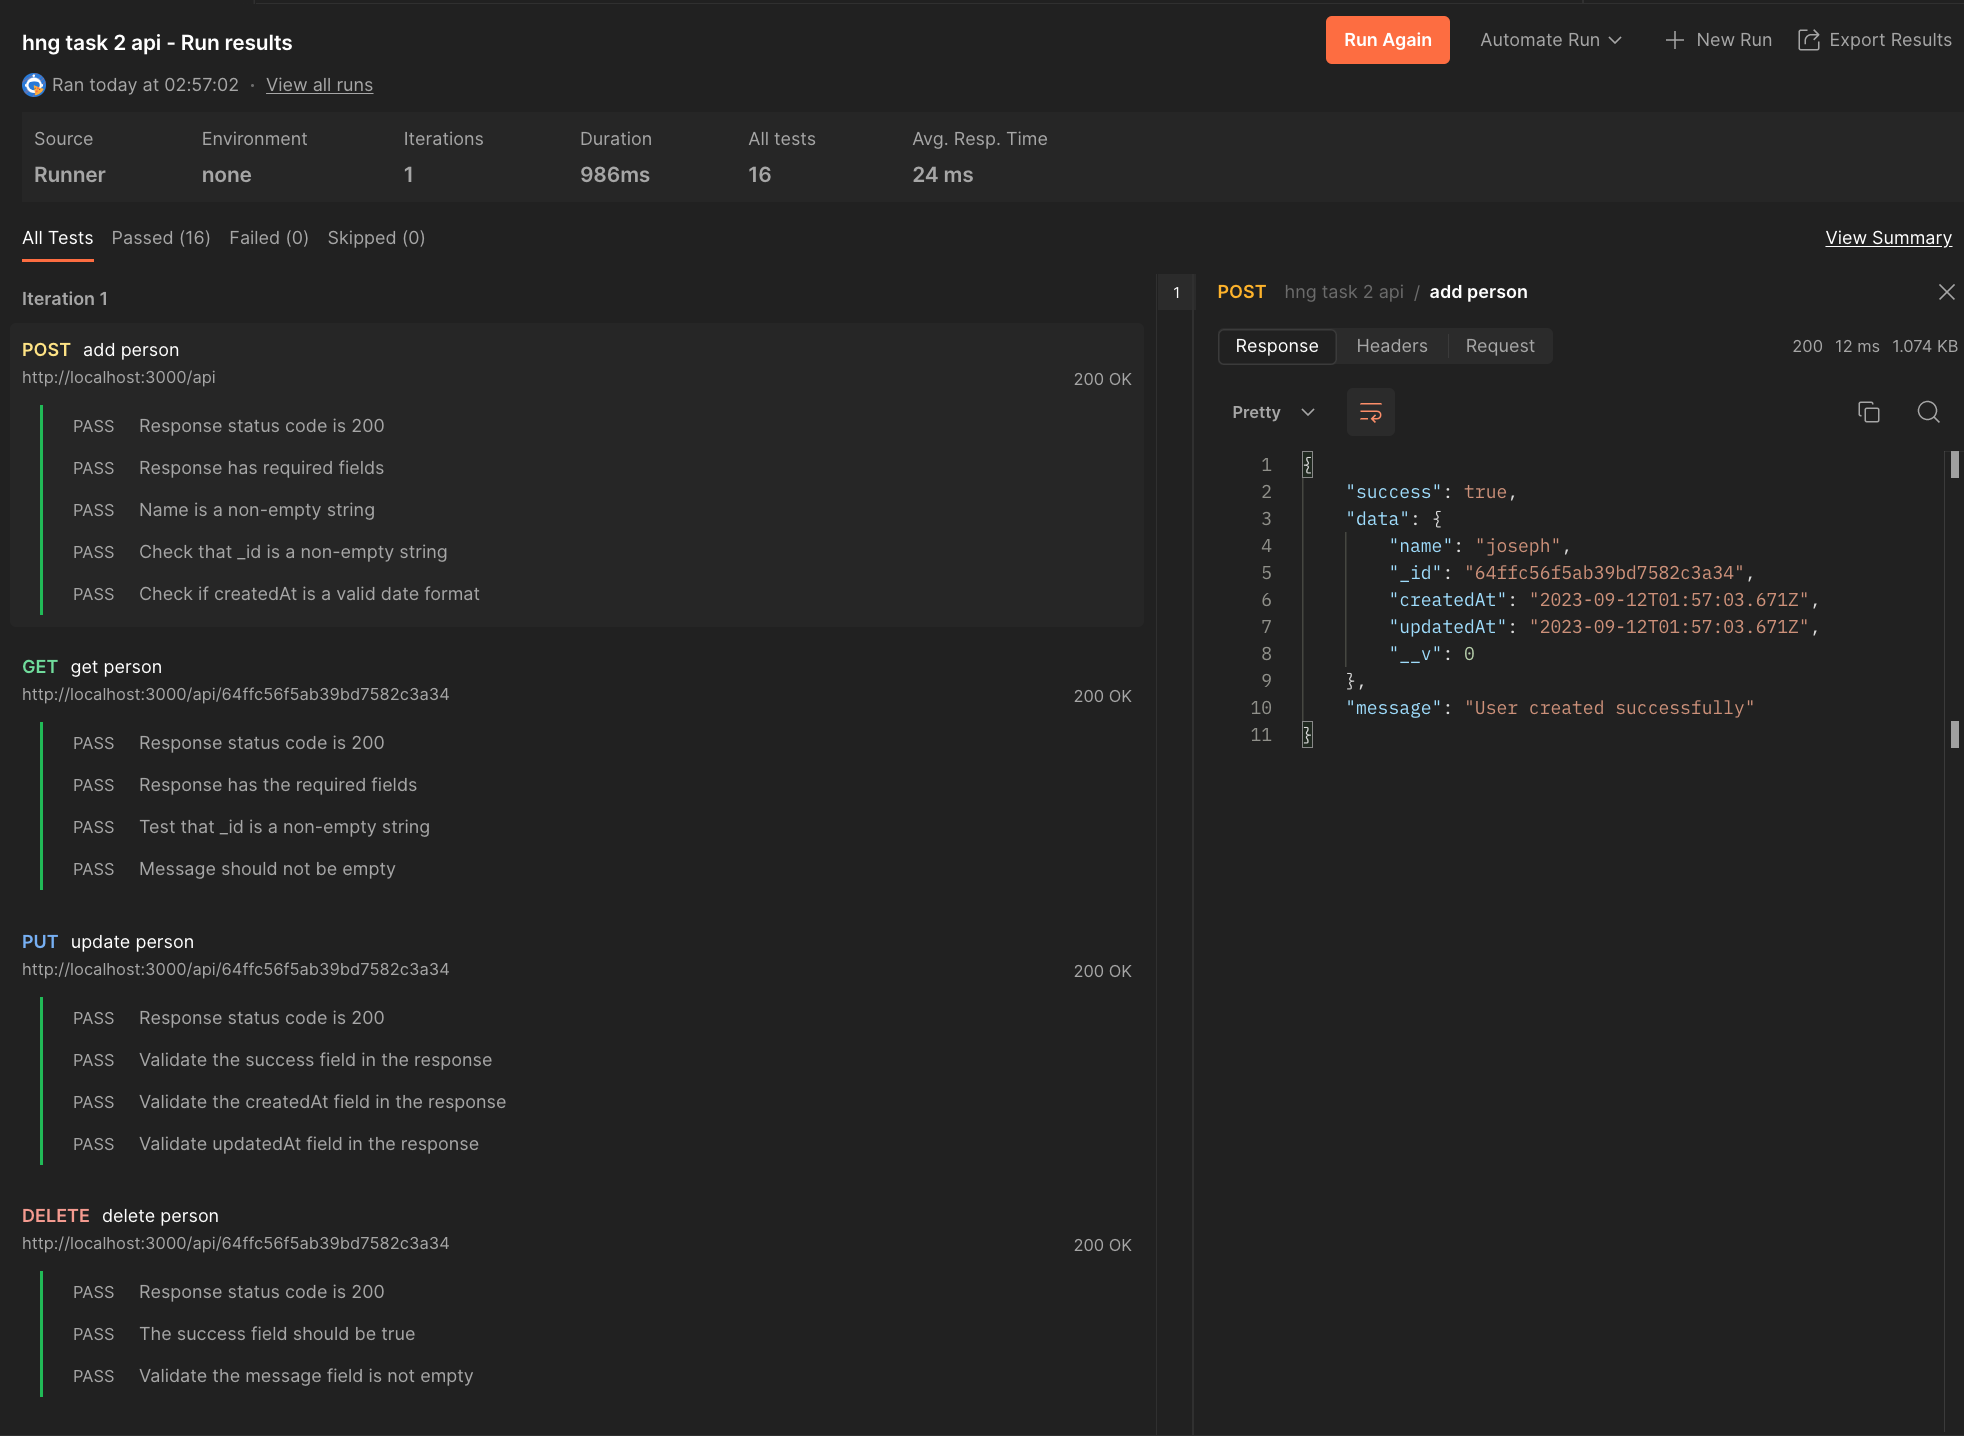 hng task 2 api - Run results
Run Again
Automate Run
New Run
Export Results
Ran today at 02:57:02 · View all runs
Source Environment Iterations Duration All tests Avg. Resp. Time
Runner none 1 986ms 16 24 ms
All Tests Passed (16) Failed (0) Skipped (0)
View Summary
Iteration 1
POST add person
http://localhost:3000/api
200 OK
PASS Response status code is 200
PASS Response has required fields
PASS Name is a non-empty string
PASS Check that _id is a non-empty string
PASS Check if createdAt is a valid date format
GET get person
http://localhost:3000/api/64ffc56f5ab39bd7582c3a34
200 OK
PASS Response status code is 200
PASS Response has the required fields
PASS Test that _id is a non-empty string
PASS Message should not be empty
PUT update person
http://localhost:3000/api/64ffc56f5ab39bd7582c3a34
200 OK
PASS Response status code is 200
PASS Validate the success field in the response
PASS Validate the createdAt field in the response
PASS Validate updatedAt field in the response
DELETE delete person
http://localhost:3000/api/64ffc56f5ab39bd7582c3a34
200 OK
PASS Response status code is 200
PASS The success field should be true
PASS Validate the message field is not empty
1
POST hng task 2 api / add person
Response Headers Request
200 12 ms 1.074 KB
Pretty
1 {
2 "success": true,
3 "data": {
4 "name": "joseph",
5 "_id": "64ffc56f5ab39bd7582c3a34",
6 "createdAt": "2023-09-12T01:57:03.671Z",
7 "updatedAt": "2023-09-12T01:57:03.671Z",
8 "__v": 0
9 },
10 "message": "User created successfully"
11 }